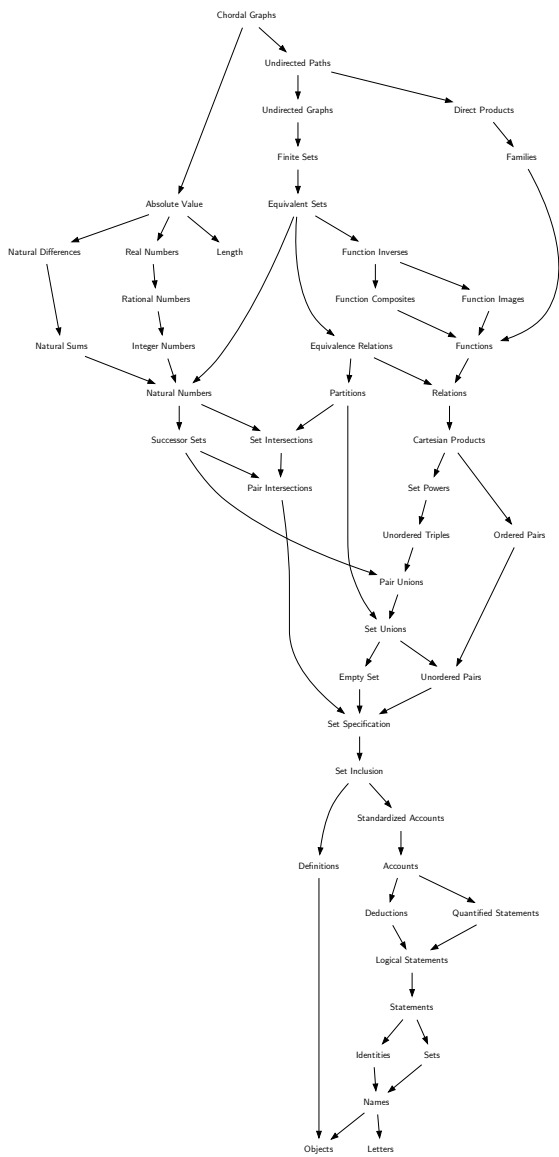 Chordal Graphs
Undirected Paths
Undirected Graphs
Direct Products
Finite Sets
Families
Absolute Value
Equivalent Sets
Natural Differences
Real Numbers
Length
Function Inverses
Rational Numbers
Function Composites
Function Images
Natural Sums
Integer Numbers
Equivalence Relations
Functions
Natural Numbers
Partitions
Relations
Successor Sets
Set Intersections
Cartesian Products
Pair Intersections
Set Powers
Unordered Triples
Ordered Pairs
Pair Unions
Set Unions
Empty Set
Unordered Pairs
Set Specification
Set Inclusion
Standardized Accounts
Definitions
Accounts
Deductions
Quantified Statements
Logical Statements
Statements
Identities
Sets
Names
Objects
Letters